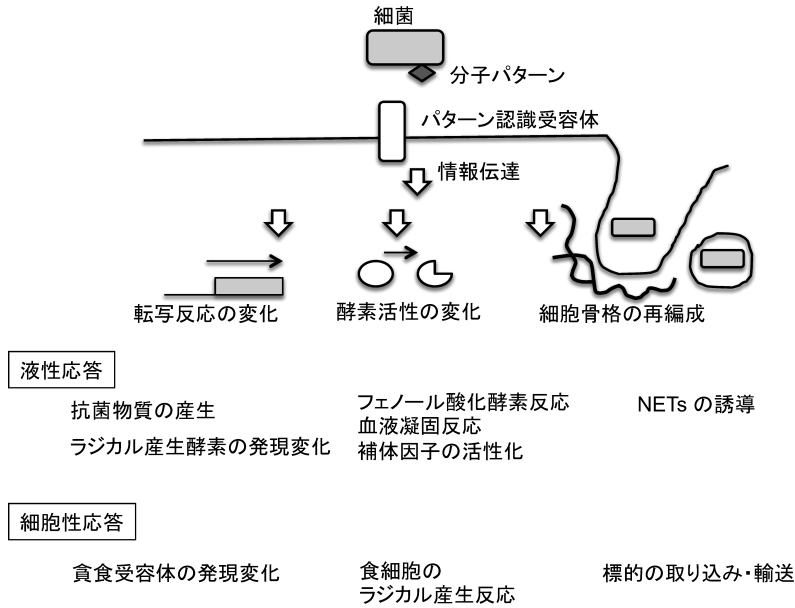 細菌
分子パターン
パターン認識受容体
情報伝達
転写反応の変化
酵素活性の変化
細胞骨格の再編成
液性応答
抗菌物質の産生
ラジカル産生酵素の発現変化
フェノール酸化酵素反応
血液凝固反応
補体因子の活性化
NETs の誘導
細胞性応答
貪食受容体の発現変化
食細胞の
ラジカル産生反応
標的の取り込み・輸送